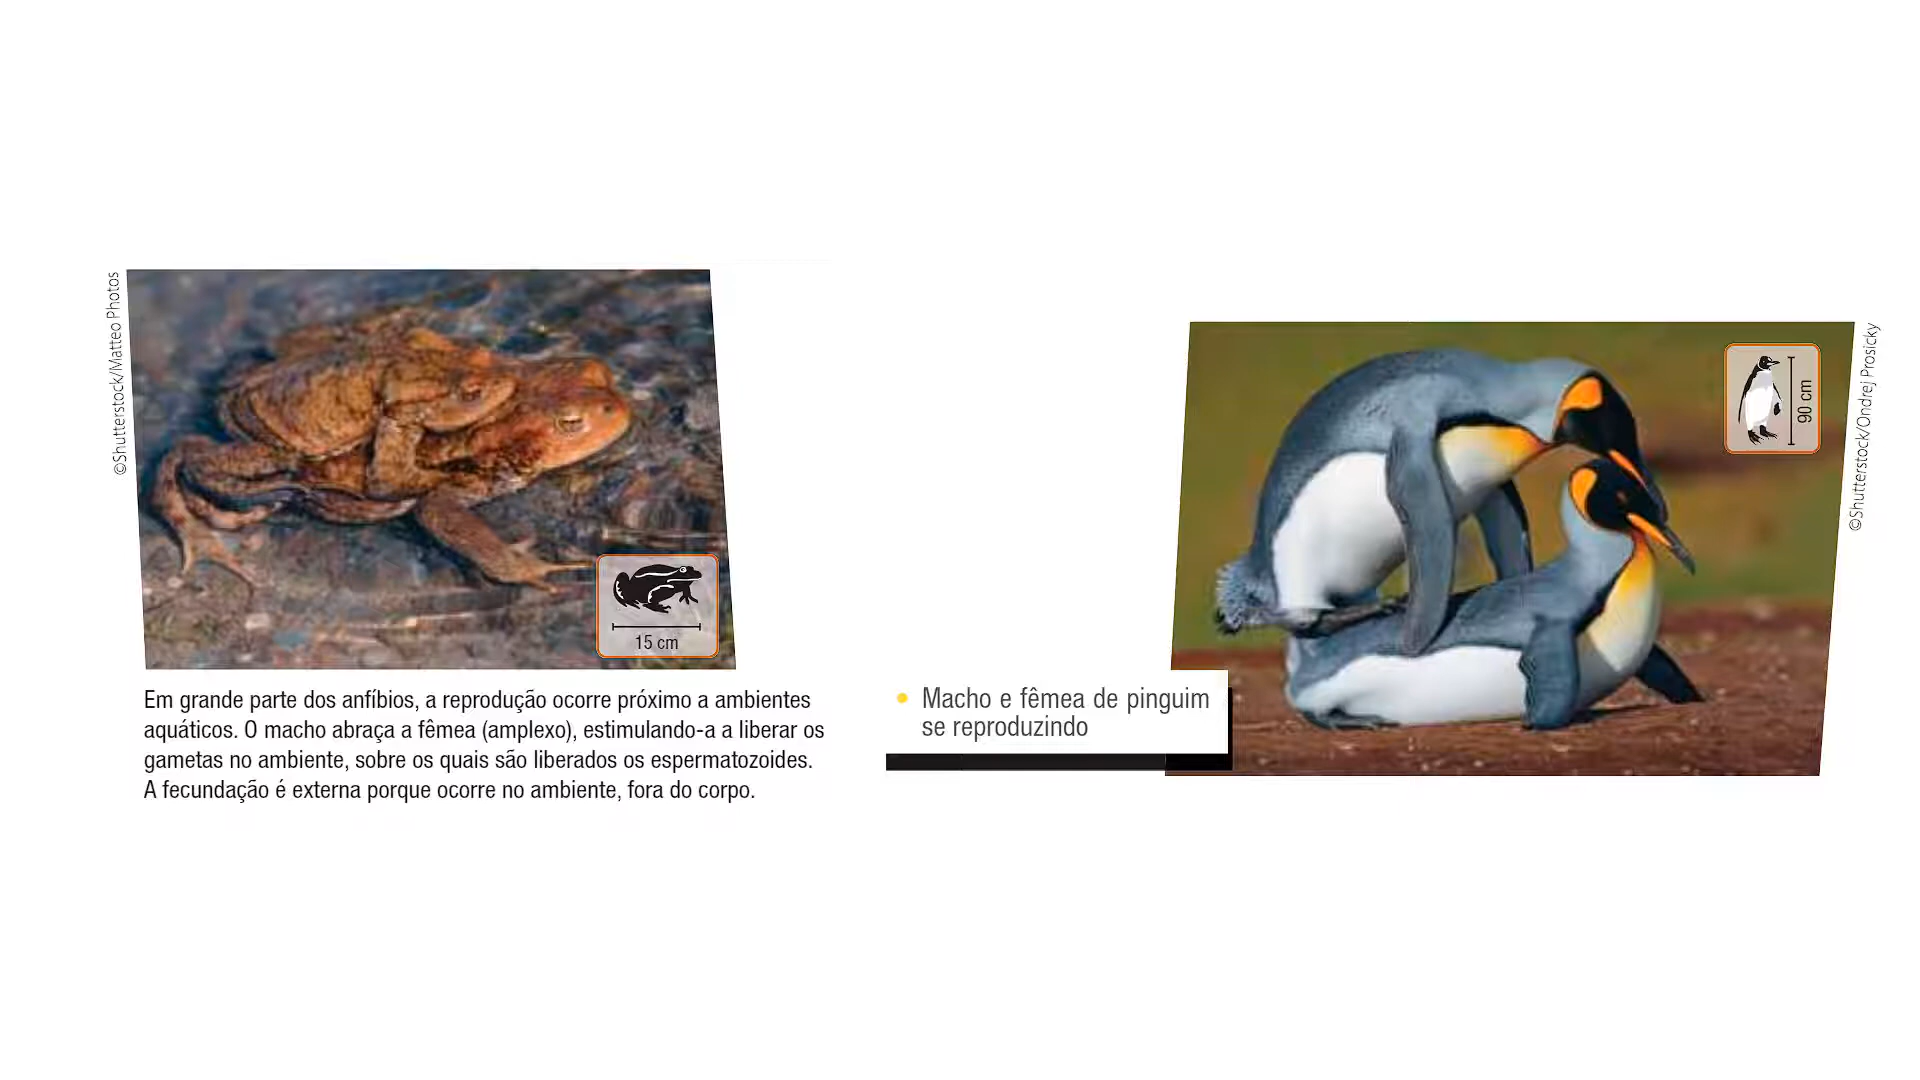 ©Shutterstock/Matteo Photos
15 cm
Em grande parte dos anfíbios, a reprodução ocorre próximo a ambientes
aquáticos. O macho abraça a fêmea (amplexo), estimulando-a a liberar os
gametas no ambiente, sobre os quais são liberados os espermatozoides.
A fecundação é externa porque ocorre no ambiente, fora do corpo.
90 cm
©Shutterstock/Ondrej Prosicky
Macho e fêmea de pinguim
se reproduzindo